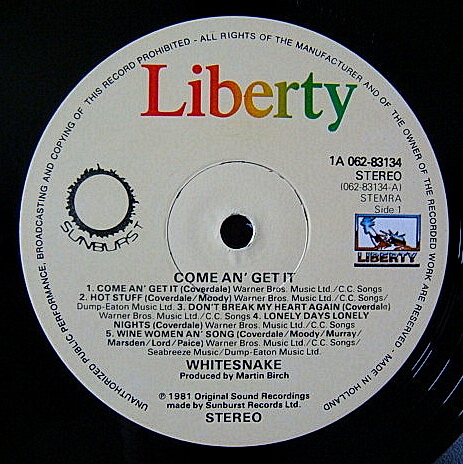 UNAUTHORIZED PUBLIC PERFORMANCE, BROADCASTING AND COPYING OF THIS RECORD PROHIBITED - ALL RIGHTS OF THE MANUFACTURER AND OF THE OWNER OF THE RECORDED WORK ARE RESERVED - MADE IN HOLLAND
Liberty
1A 062-83134
STEREO
(062-83134-A)
STEMRA
Side 1
SUNBURST
LIBERTY
COME AN' GET IT
1. COME AN' GET IT (Coverdale) Warner Bros. Music Ltd./C.C. Songs
2. HOT STUFF (Coverdale/Moody) Warner Bros. Music Ltd./C.C. Songs/
Dump-Eaton Music Ltd. 3. DON'T BREAK MY HEART AGAIN (Coverdale)
Warner Bros. Music Ltd./C.C. Songs 4. LONELY DAYS LONELY
NIGHTS (Coverdale) Warner Bros. Music Ltd./C.C. Songs
5. WINE WOMEN AN' SONG (Coverdale/Moody/Murray/
Marsden/Lord/Paice) Warner Bros. Music Ltd./C.C. Songs/
Seabreeze Music/Dump-Eaton Music Ltd.
WHITESNAKE
Produced by Martin Birch
℗ 1981 Original Sound Recordings
made by Sunburst Records Ltd.
STEREO